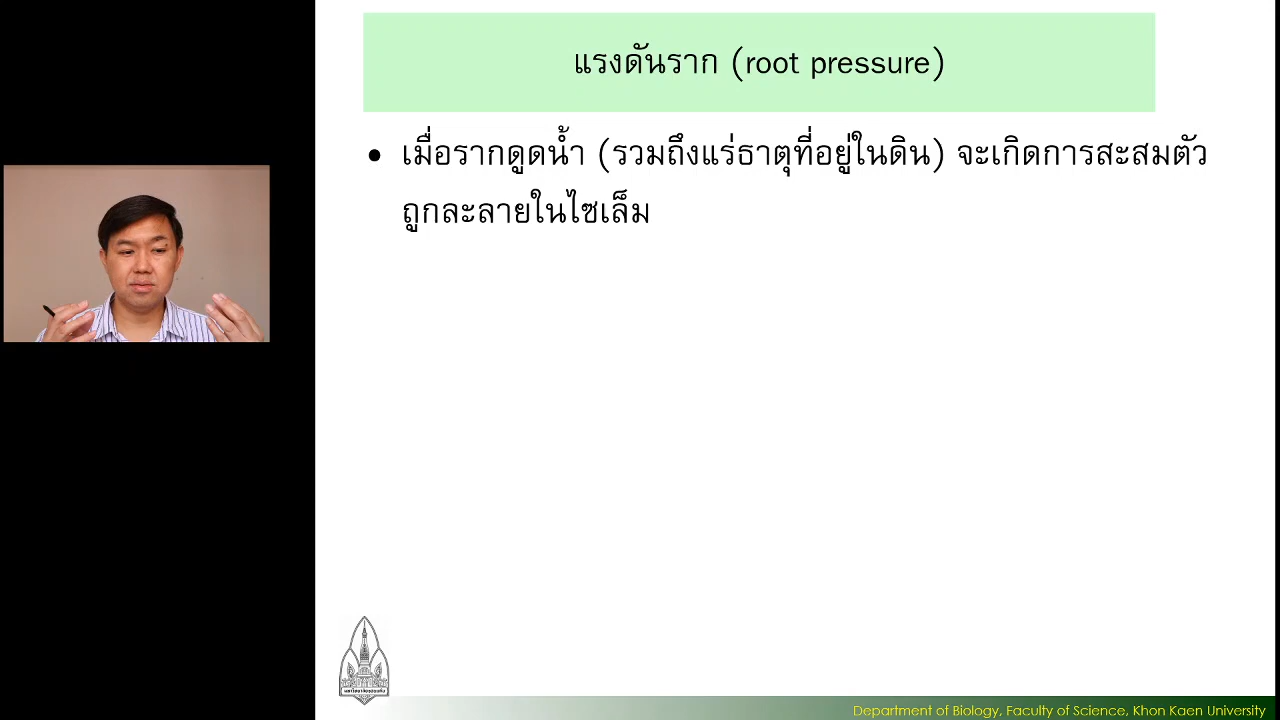 แรงดันราก (root pressure)
• เมื่อรากดูดน้ำ (รวมถึงแร่ธาตุที่อยู่ในดิน) จะเกิดการสะสมตัว
ถูกละลายในไซเล็ม
Department of Biology, Faculty of Science, Khon Kaen University